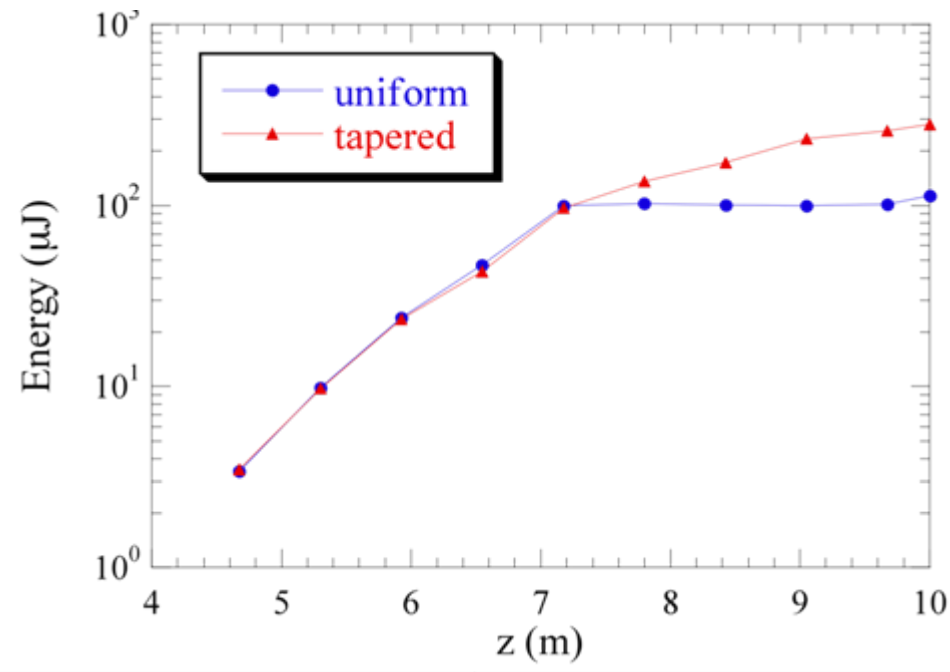 10³
uniform
tapered
10²
Energy (µJ)
10¹
10⁰
4 5 6 7 8 9 10
z (m)